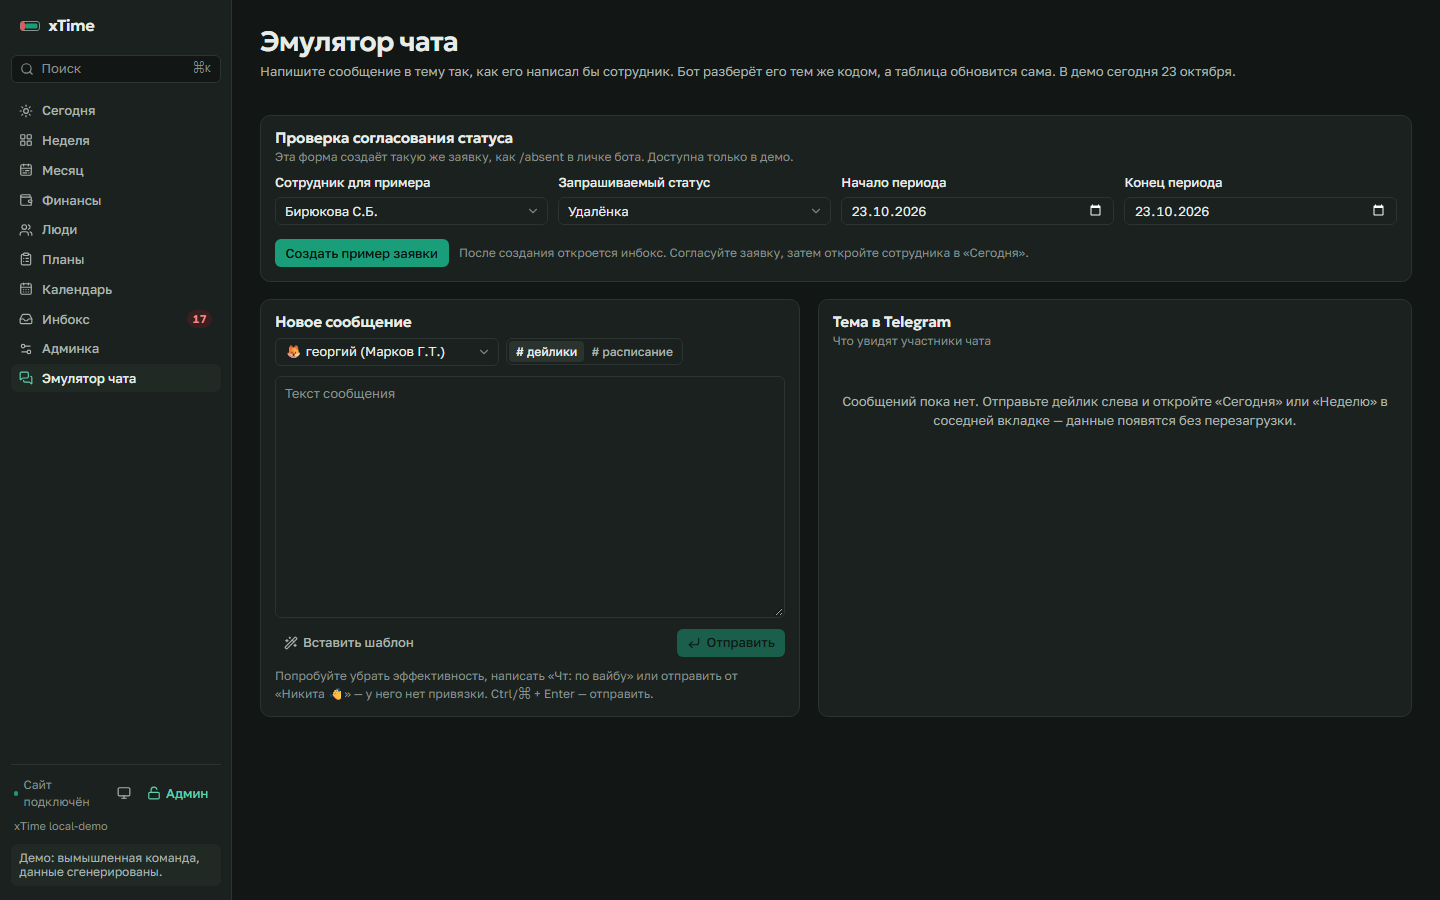 xTime
Поиск ⌘K
Сегодня
Неделя
Месяц
Финансы
Люди
Планы
Календарь
Инбокс 17
Админка
Эмулятор чата
Сайт подключён
Админ
xTime local-demo
Демо: вымышленная команда,
данные сгенерированы.
Эмулятор чата
Напишите сообщение в тему так, как его написал бы сотрудник. Бот разберёт его тем же кодом, а таблица обновится сама. В демо сегодня 23 октября.
Проверка согласования статуса
Эта форма создаёт такую же заявку, как /absent в личке бота. Доступна только в демо.
Сотрудник для примера Запрашиваемый статус Начало периода Конец периода
Бирюкова С.Б. Удалёнка 23.10.2026 23.10.2026
Создать пример заявки После создания откроется инбокс. Согласуйте заявку, затем откройте сотрудника в «Сегодня».
Новое сообщение
🦊 георгий (Марков Г.Т.) # дейлики # расписание
Текст сообщения
Вставить шаблон Отправить
Попробуйте убрать эффективность, написать «Чт: по вайбу» или отправить от
«Никита 👋» — у него нет привязки. Ctrl/⌘ + Enter — отправить.
Тема в Telegram
Что увидят участники чата
Сообщений пока нет. Отправьте дейлик слева и откройте «Сегодня» или «Неделю» в
соседней вкладке — данные появятся без перезагрузки.